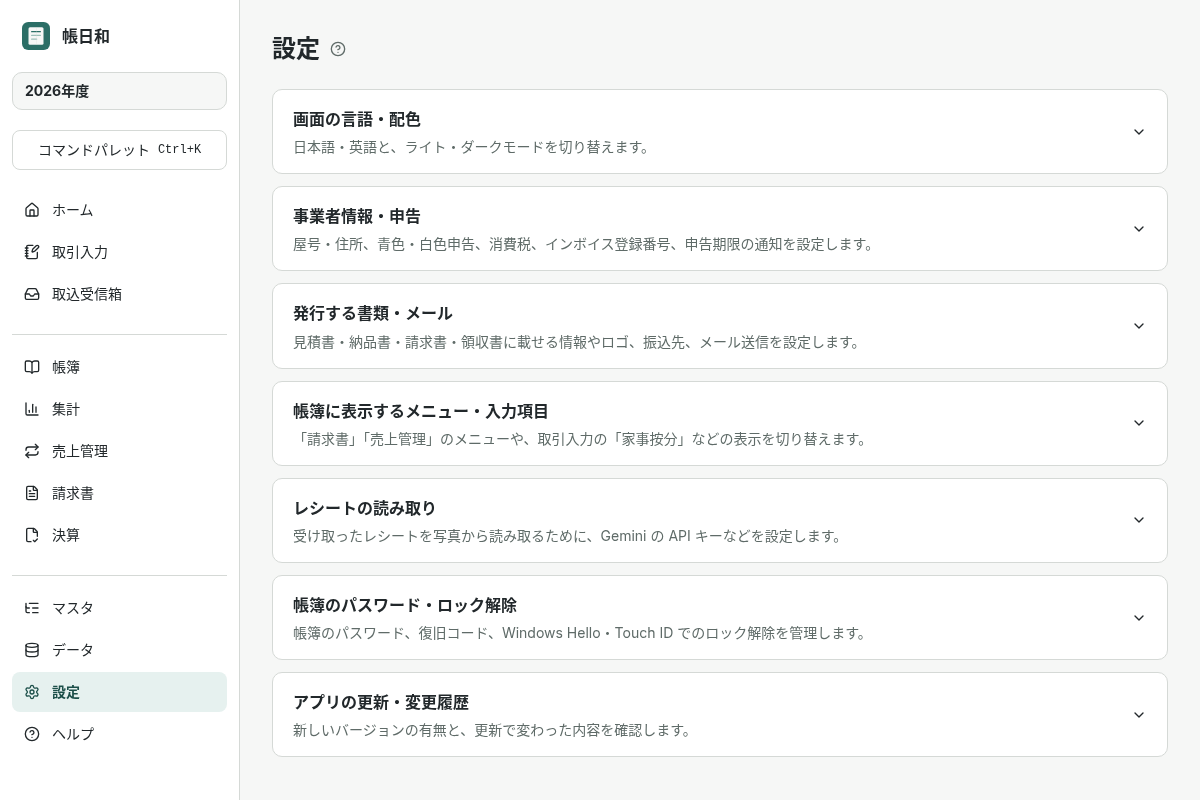 帳日和
2026年度
コマンドパレット Ctrl+K
ホーム
取引入力
取込受信箱
帳簿
集計
売上管理
請求書
決算
マスタ
データ
設定
ヘルプ
設定
画面の言語・配色
日本語・英語と、ライト・ダークモードを切り替えます。
事業者情報・申告
屋号・住所、青色・白色申告、消費税、インボイス登録番号、申告期限の通知を設定します。
発行する書類・メール
見積書・納品書・請求書・領収書に載せる情報やロゴ、振込先、メール送信を設定します。
帳簿に表示するメニュー・入力項目
「請求書」「売上管理」のメニューや、取引入力の「家事按分」などの表示を切り替えます。
レシートの読み取り
受け取ったレシートを写真から読み取るために、Gemini の API キーなどを設定します。
帳簿のパスワード・ロック解除
帳簿のパスワード、復旧コード、Windows Hello・Touch ID でのロック解除を管理します。
アプリの更新・変更履歴
新しいバージョンの有無と、更新で変わった内容を確認します。